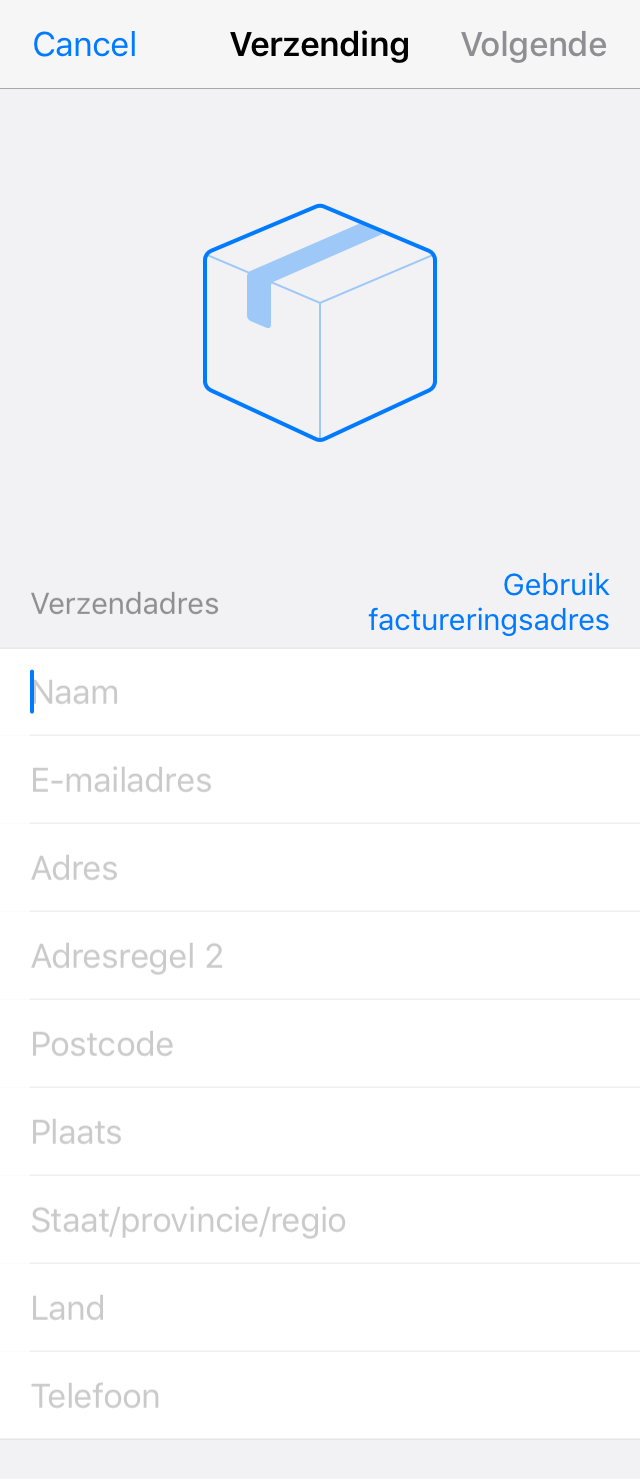 Cancel Verzending Volgende
Verzendadres
Gebruik
factureringsadres
Naam
E-mailadres
Adres
Adresregel 2
Postcode
Plaats
Staat/provincie/regio
Land
Telefoon